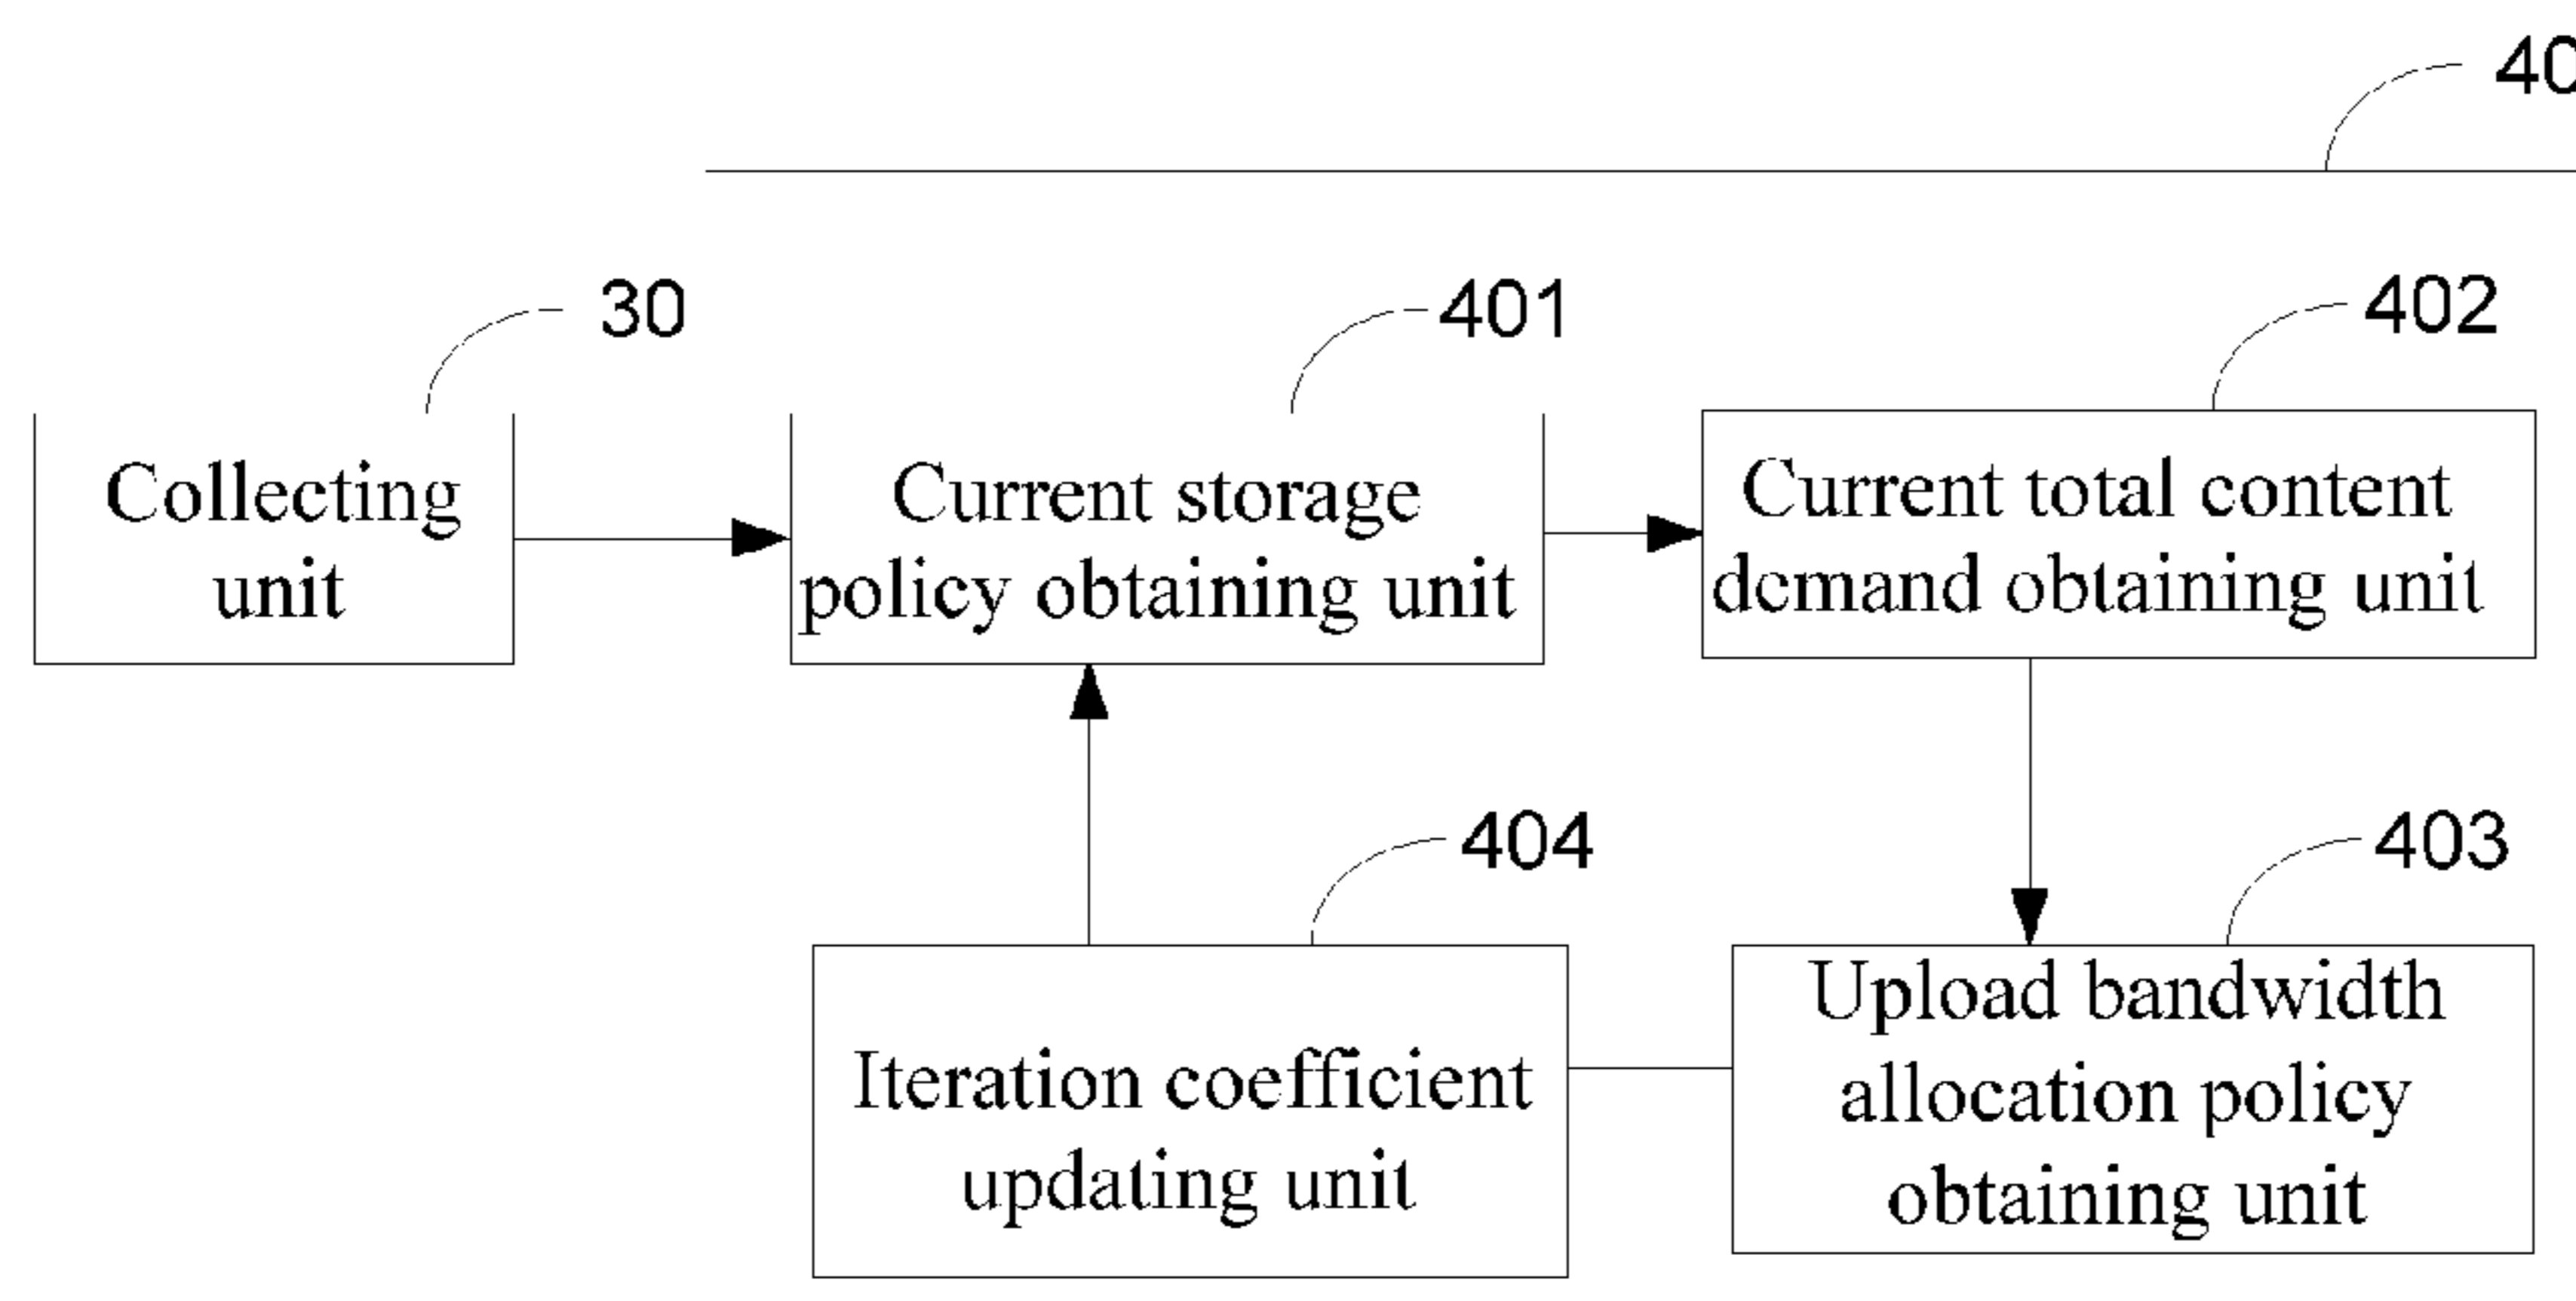 40
30
401
402
Collecting
unit
Current storage
policy obtaining unit
Current total content
demand obtaining unit
404
403
Iteration coefficient
updating unit
Upload bandwidth
allocation policy
obtaining unit